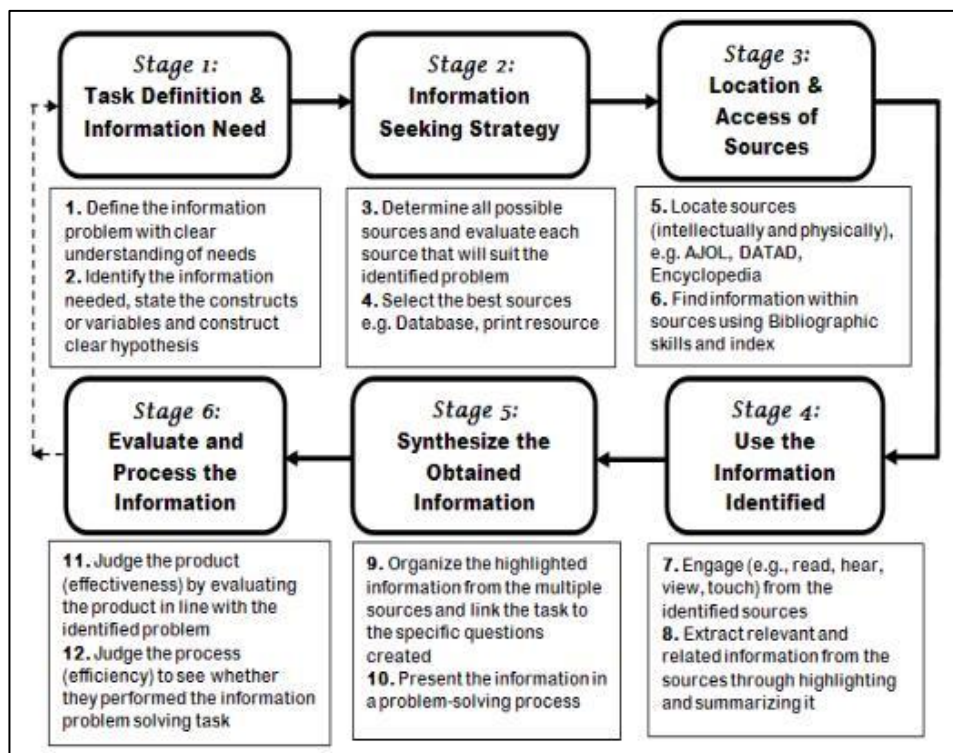 Stage 1:
Task Definition &
Information Need
Stage 2:
Information
Seeking Strategy
Stage 3:
Location &
Access of
Sources
1. Define the information
problem with clear
understanding of needs
2. Identify the information
needed, state the constructs
or variables and construct
clear hypothesis
3. Determine all possible
sources and evaluate each
source that will suit the
identified problem
4. Select the best sources
e.g. Database, print resource
5. Locate sources
(intellectually and physically),
e.g. AJOL, DATAD,
Encyclopedia
6. Find information within
sources using Bibliographic
skills and index
Stage 6:
Evaluate and
Process the
Information
Stage 5:
Synthesize the
Obtained
Information
Stage 4:
Use the
Information
Identified
11. Judge the product
(effectiveness) by evaluating
the product in line with the
identified problem
12. Judge the process
(efficiency) to see whether
they performed the information
problem solving task
9. Organize the highlighted
information from the multiple
sources and link the task to
the specific questions
created
10. Present the information in
a problem-solving process
7. Engage (e.g., read, hear,
view, touch) from the
identified sources
8. Extract relevant and
related information from the
sources through highlighting
and summarizing it